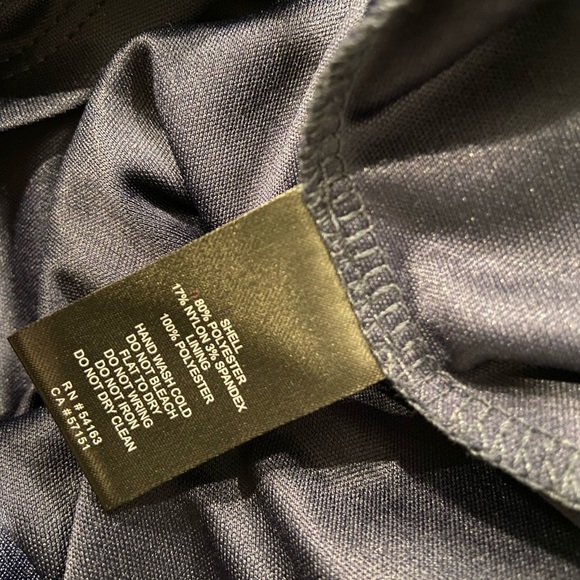 SHELL
80% POLYESTER
17% NYLON 3% SPANDEX
LINING
100% POLYESTER
HAND WASH COLD
DO NOT BLEACH
FLAT TO DRY
DO NOT WRING
DO NOT IRON
DO NOT DRY CLEAN
RN #54163
CA #57151